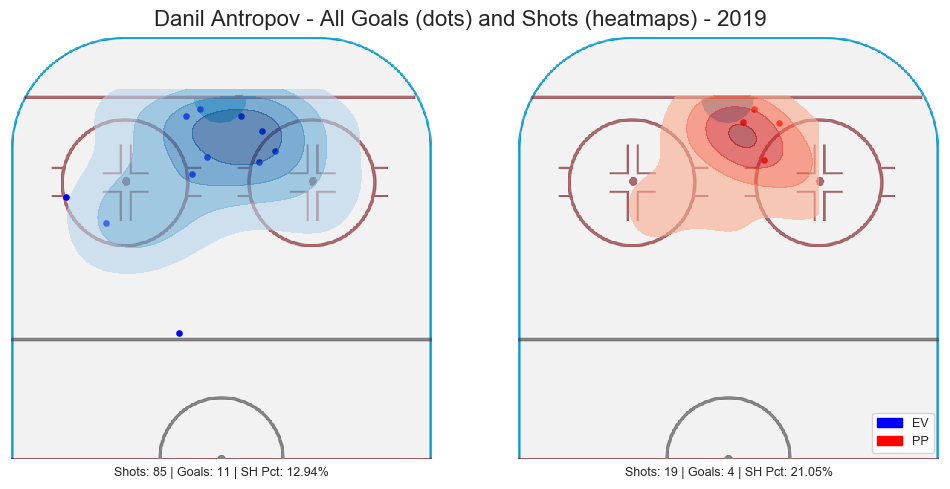 Danil Antropov - All Goals (dots) and Shots (heatmaps) - 2019
EV
PP
Shots: 85 | Goals: 11 | SH Pct: 12.94%
Shots: 19 | Goals: 4 | SH Pct: 21.05%